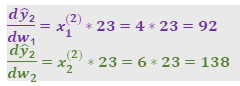 dŷ₂/dw₁ = x₁⁽²⁾ * 23 = 4 * 23 = 92
dŷ₂/dw₂ = x₂⁽²⁾ * 23 = 6 * 23 = 138